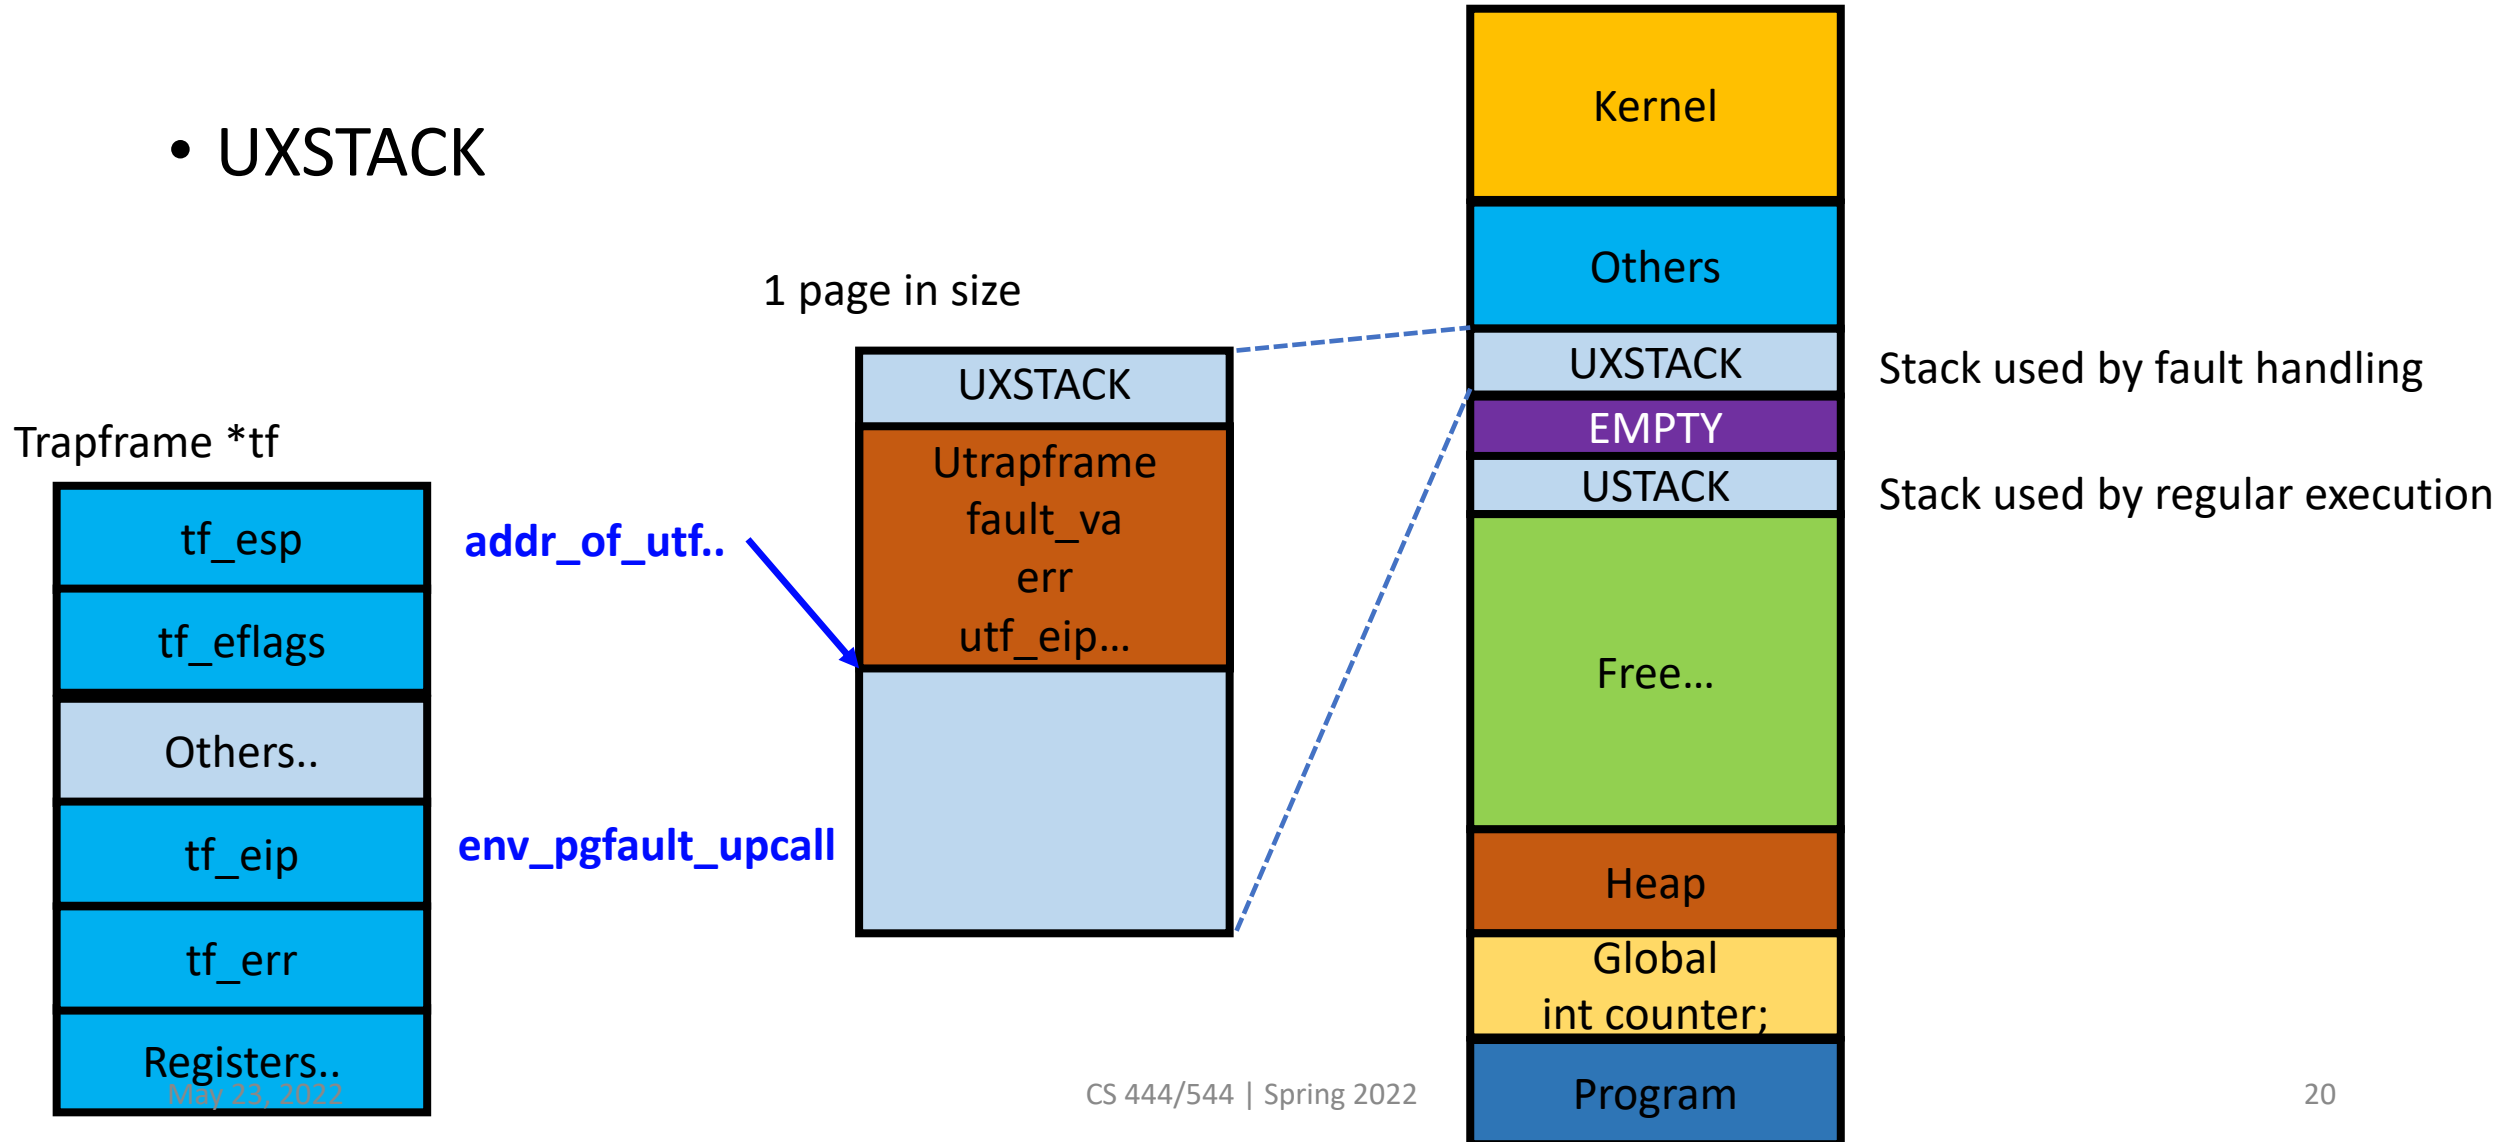 • UXSTACK
1 page in size
Trapframe *tf
tf_esp
tf_eflags
Others..
tf_eip
tf_err
Registers..
addr_of_utf..
env_pgfault_upcall
UXSTACK
Utrapframe
fault_va
err
utf_eip...
Kernel
Others
UXSTACK
EMPTY
USTACK
Free...
Heap
Global
int counter;
Program
Stack used by fault handling
Stack used by regular execution
May 23, 2022
CS 444/544 | Spring 2022
20